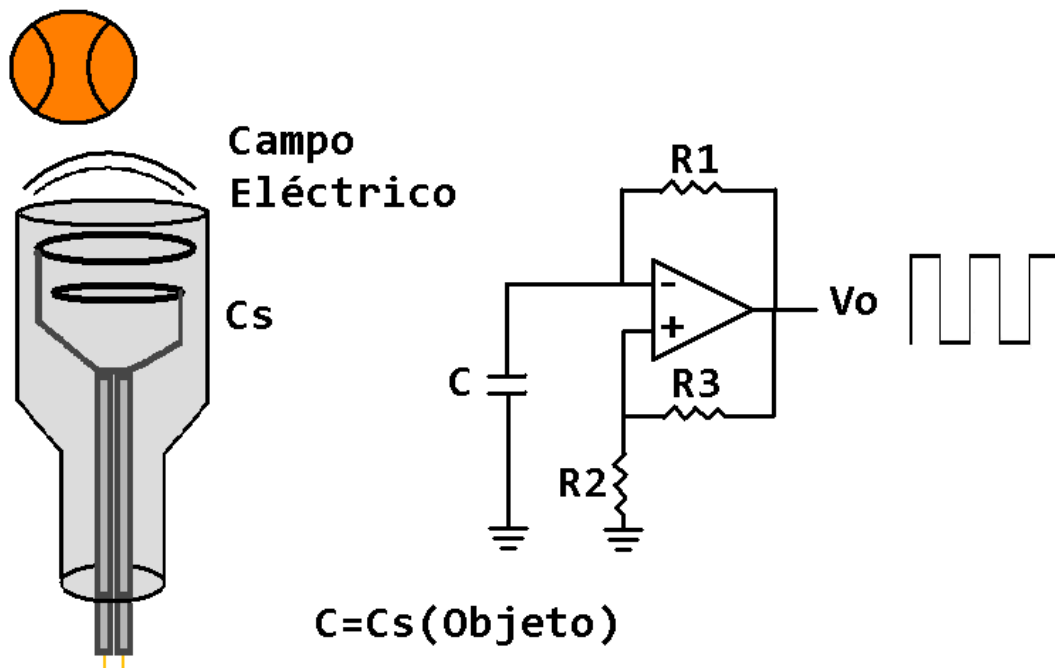 Campo
Eléctrico
Cs
R1
-
+
Vo
C
R3
R2
C=Cs(Objeto)